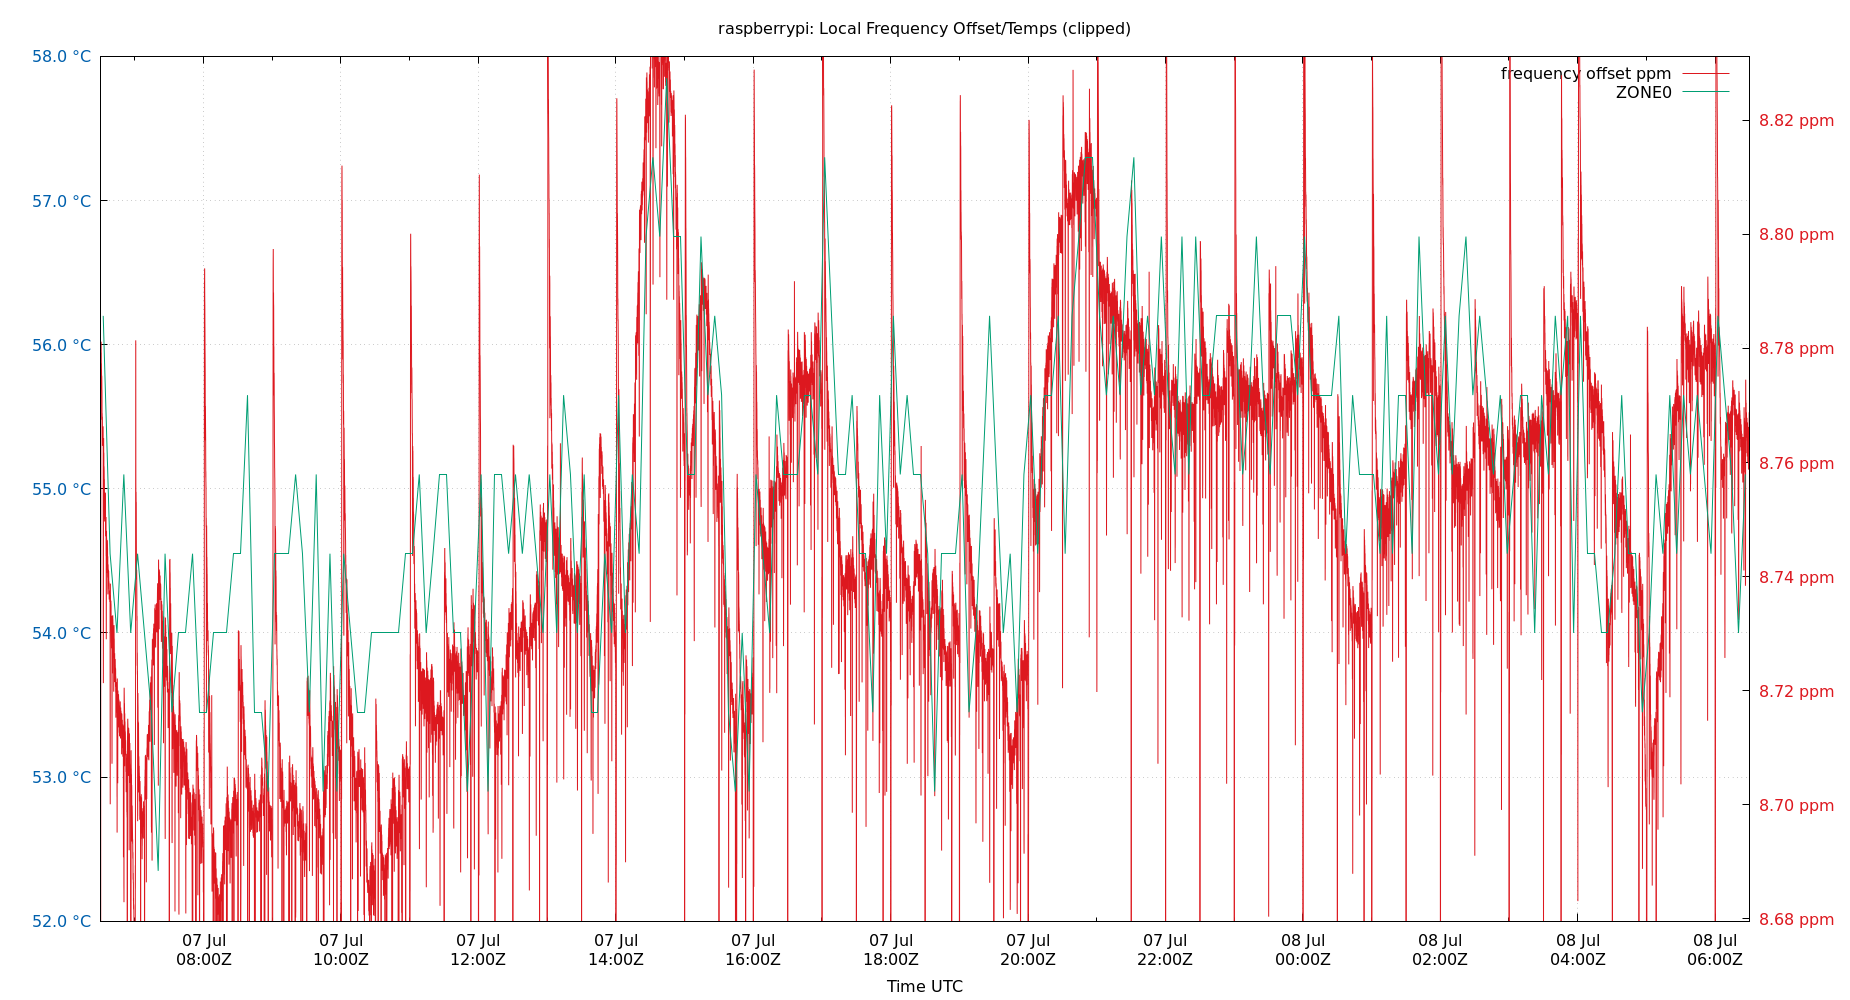 raspberrypi: Local Frequency Offset/Temps (clipped)
58.0 °C
57.0 °C
56.0 °C
55.0 °C
54.0 °C
53.0 °C
52.0 °C
frequency offset ppm
ZONE0
8.82 ppm
8.80 ppm
8.78 ppm
8.76 ppm
8.74 ppm
8.72 ppm
8.70 ppm
8.68 ppm
07 Jul 07 Jul 07 Jul 07 Jul 07 Jul 07 Jul 07 Jul 07 Jul 08 Jul 08 Jul 08 Jul 08 Jul
08:00Z 10:00Z 12:00Z 14:00Z 16:00Z 18:00Z 20:00Z 22:00Z 00:00Z 02:00Z 04:00Z 06:00Z
Time UTC